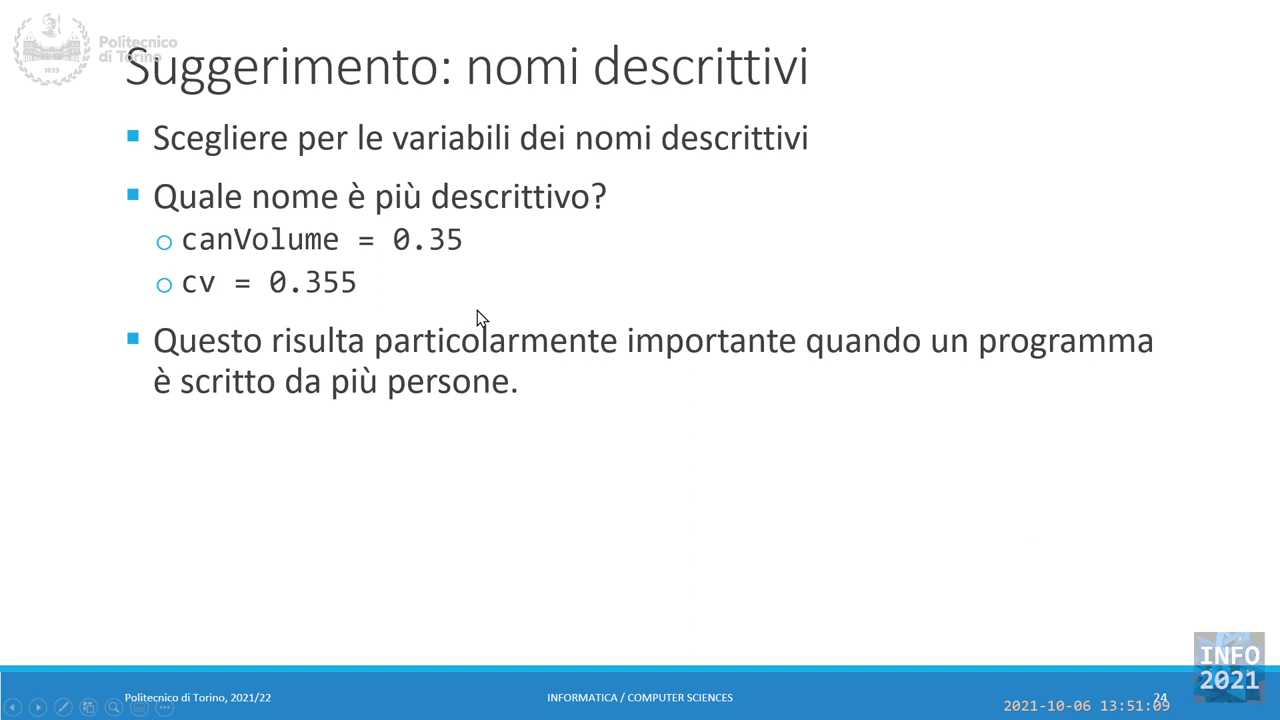 Politecnico
di Torino
1859
Suggerimento: nomi descrittivi
Scegliere per le variabili dei nomi descrittivi
Quale nome è più descrittivo?
canVolume = 0.35
cv = 0.355
Questo risulta particolarmente importante quando un programma
è scritto da più persone.
INFO
2021
Politecnico di Torino, 2021/22
INFORMATICA / COMPUTER SCIENCES
24
2021-10-06 13:51:09